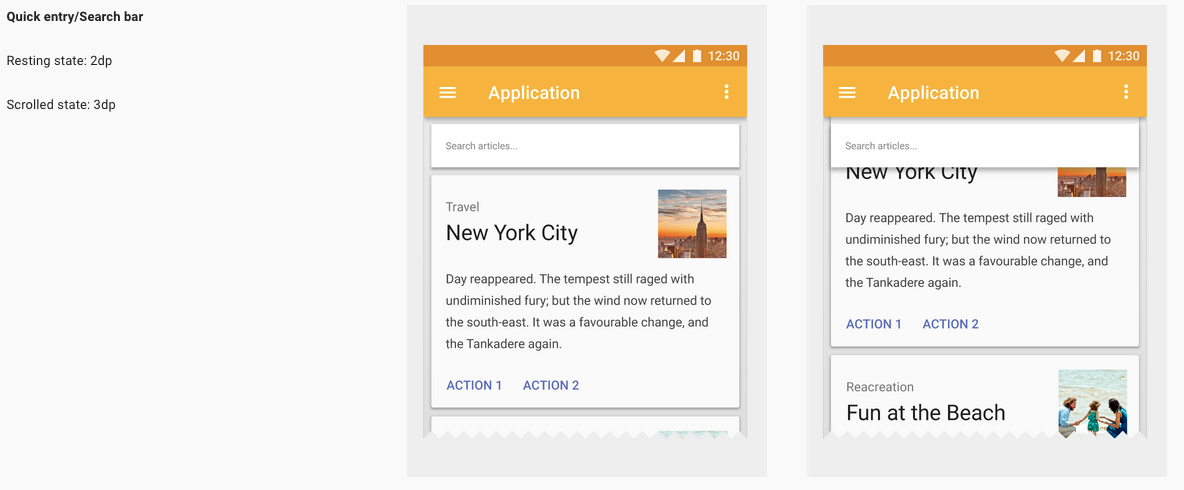 Quick entry/Search bar
Resting state: 2dp
Scrolled state: 3dp
12:30
Application
Search articles...
Travel
New York City
Day reappeared. The tempest still raged with
undiminished fury; but the wind now returned to
the south-east. It was a favourable change, and
the Tankadere again.
ACTION 1 ACTION 2
12:30
Application
Search articles...
New York City
Day reappeared. The tempest still raged with
undiminished fury; but the wind now returned to
the south-east. It was a favourable change, and
the Tankadere again.
ACTION 1 ACTION 2
Reacreation
Fun at the Beach